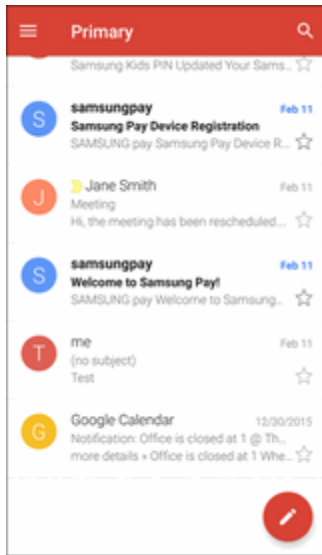 Primary
Samsung Kids PIN Updated Your Sams...
S
samsungpay
Feb 11
Samsung Pay Device Registration
SAMSUNG pay Samsung Pay Device R...
J
Jane Smith
Feb 11
Meeting
Hi, the meeting has been rescheduled...
S
samsungpay
Feb 11
Welcome to Samsung Pay!
SAMSUNG pay Welcome to Samsung...
T
me
Feb 11
(no subject)
Test
G
Google Calendar
12/30/2015
Notification: Office is closed at 1 @ Th...
more details » Office is closed at 1 Whe...